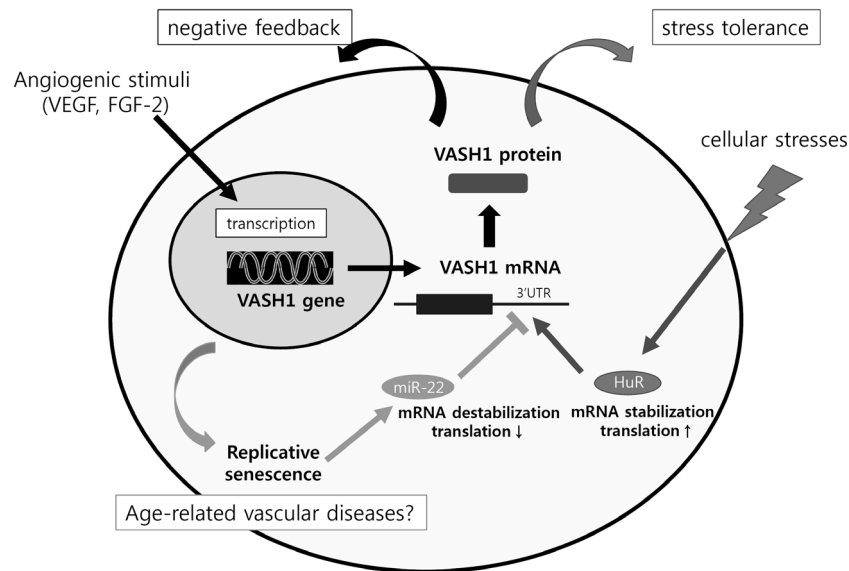 negative feedback
stress tolerance
Angiogenic stimuli
(VEGF, FGF-2)
cellular stresses
VASH1 protein
transcription
VASH1 gene
VASH1 mRNA
3'UTR
miR-22
HuR
mRNA destabilization
translation ↓
mRNA stabilization
translation ↑
Replicative
senescence
Age-related vascular diseases?